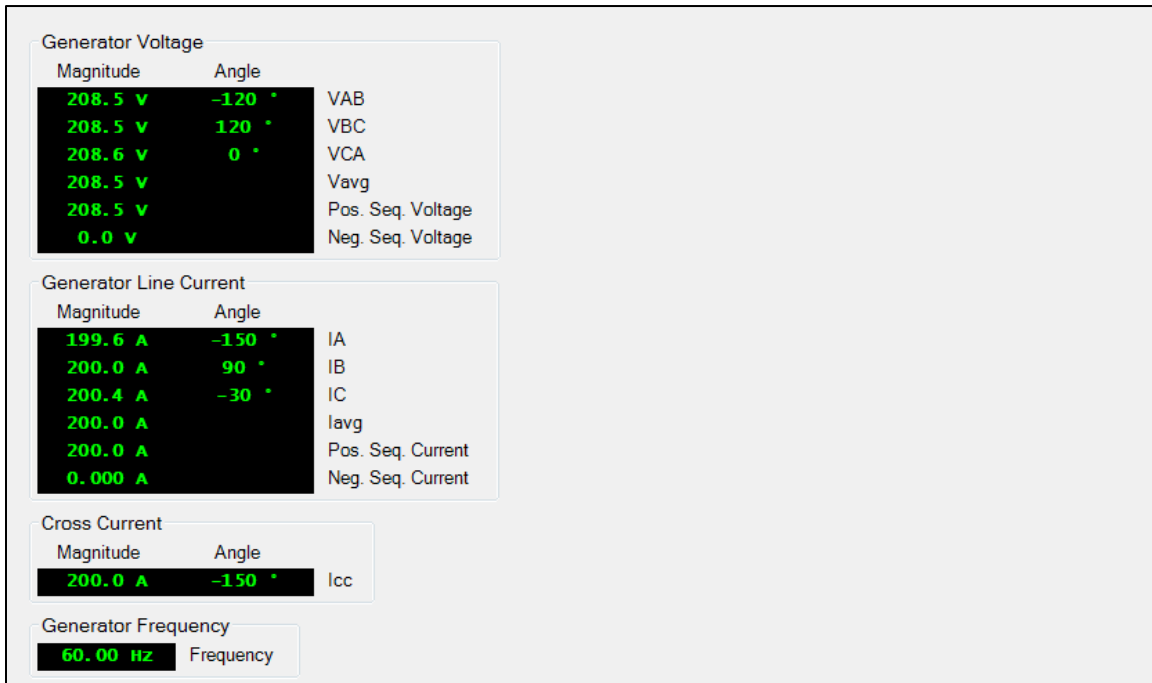 Generator Voltage
Magnitude Angle
208.5 V -120 ° VAB
208.5 V 120 ° VBC
208.6 V 0 ° VCA
208.5 V Vavg
208.5 V Pos. Seq. Voltage
0.0 V Neg. Seq. Voltage
Generator Line Current
Magnitude Angle
199.6 A -150 ° IA
200.0 A 90 ° IB
200.4 A -30 ° IC
200.0 A Iavg
200.0 A Pos. Seq. Current
0.000 A Neg. Seq. Current
Cross Current
Magnitude Angle
200.0 A -150 ° Icc
Generator Frequency
60.00 Hz Frequency